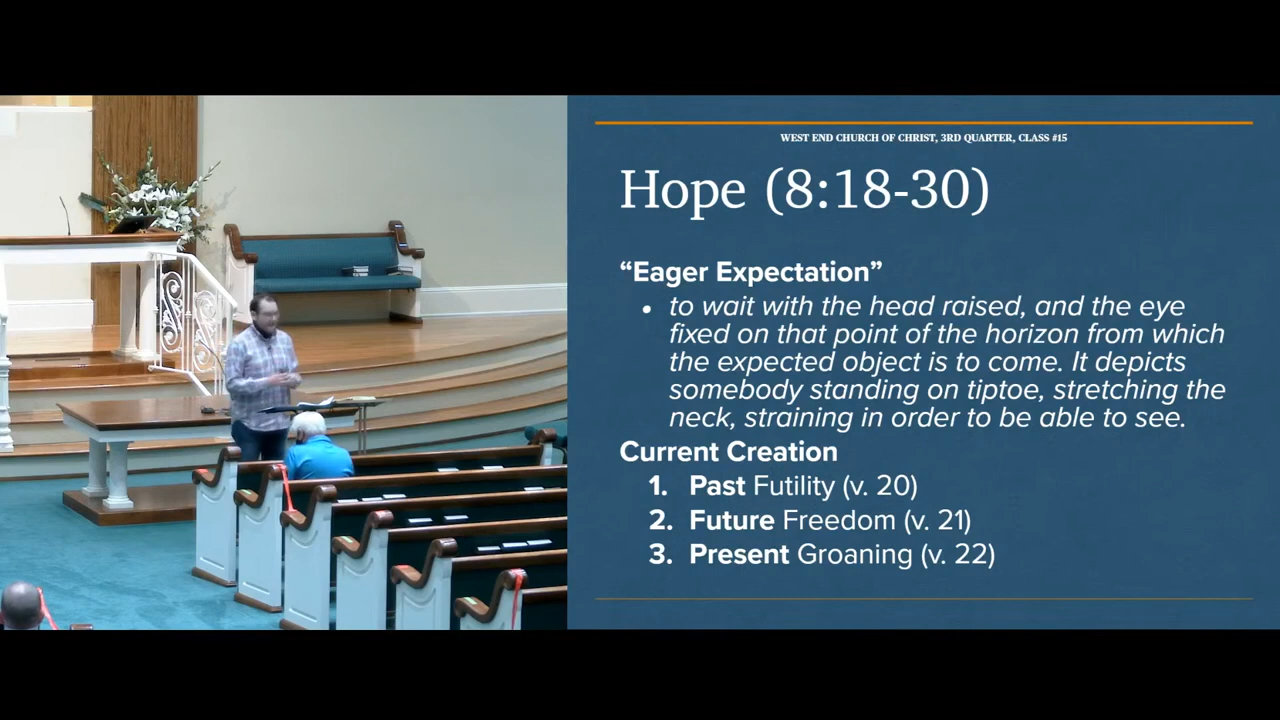 WEST END CHURCH OF CHRIST, 3RD QUARTER, CLASS #15
Hope (8:18-30)
“Eager Expectation”
• to wait with the head raised, and the eye
fixed on that point of the horizon from which
the expected object is to come. It depicts
somebody standing on tiptoe, stretching the
neck, straining in order to be able to see.
Current Creation
1. Past Futility (v. 20)
2. Future Freedom (v. 21)
3. Present Groaning (v. 22)